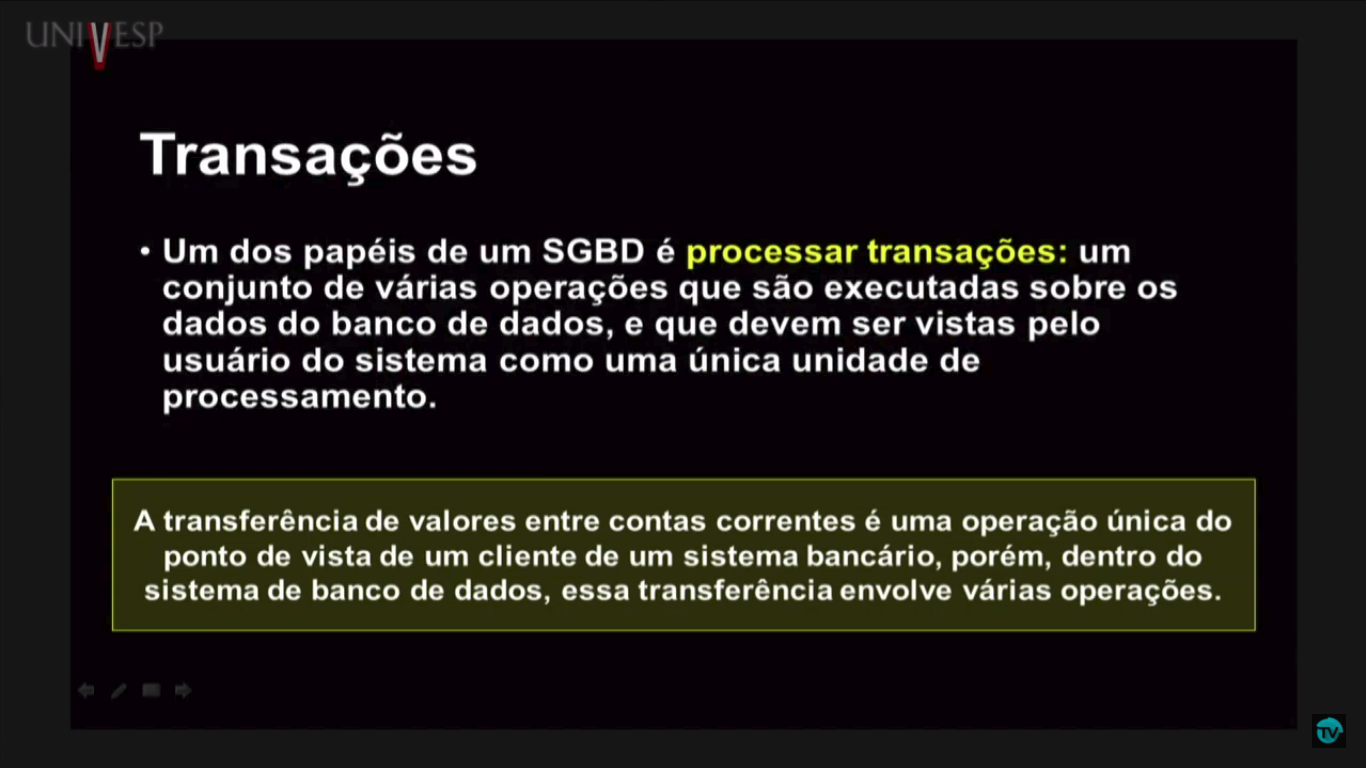 UNIVESP
Transações
• Um dos papéis de um SGBD é processar transações: um
conjunto de várias operações que são executadas sobre os
dados do banco de dados, e que devem ser vistas pelo
usuário do sistema como uma única unidade de
processamento.
A transferência de valores entre contas correntes é uma operação única do
ponto de vista de um cliente de um sistema bancário, porém, dentro do
sistema de banco de dados, essa transferência envolve várias operações.
TV